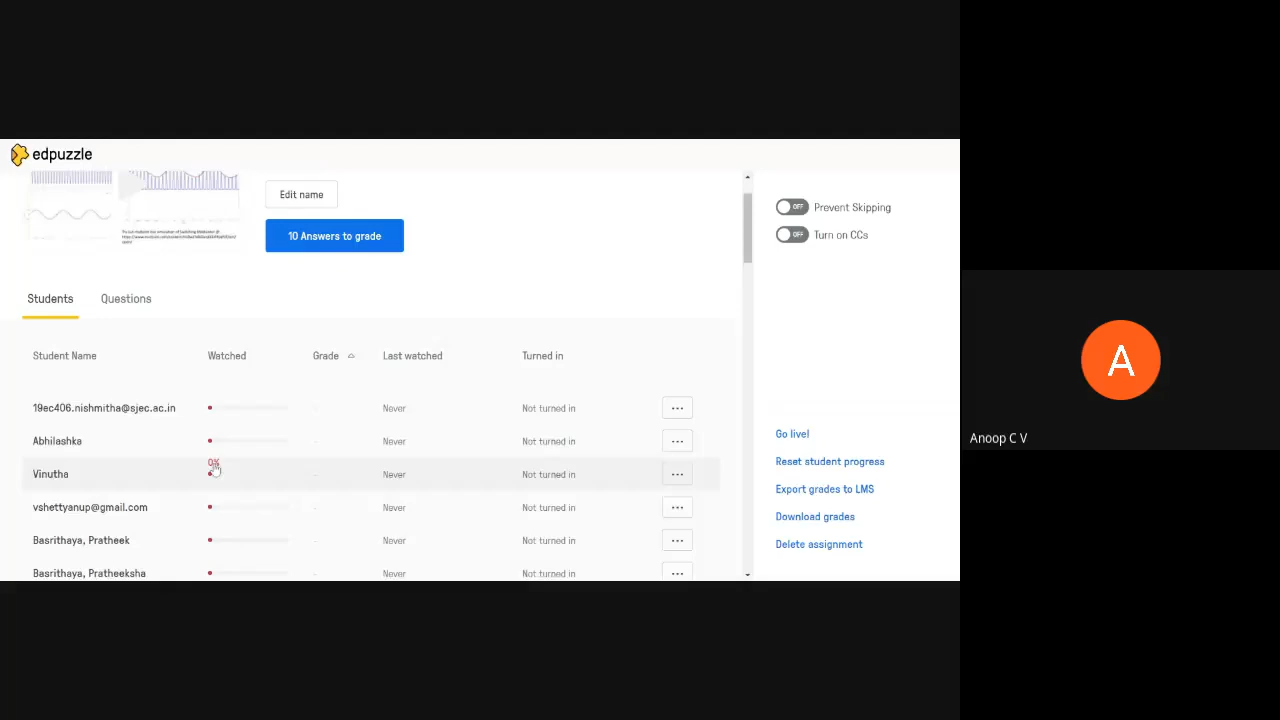 edpuzzle
Edit name
10 Answers to grade
Prevent Skipping
OFF
Turn on CCs
OFF
Students Questions
Student Name Watched Grade Last watched Turned in
19ec406.nishmitha@sjec.ac.in - Never Not turned in ...
Abhilashka - Never Not turned in ...
0%
Vinutha - Never Not turned in ...
vshettyanup@gmail.com - Never Not turned in ...
Basrithaya, Pratheek - Never Not turned in ...
Basrithaya, Pratheeksha - Never Not turned in ...
Go live!
Reset student progress
Export grades to LMS
Download grades
Delete assignment
A
Anoop C V